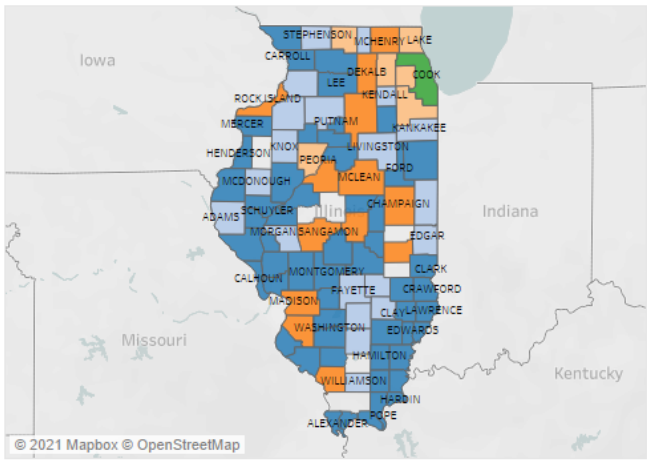 STEPHENSON
MCHENRY LAKE
CARROLL
Iowa
LEE DEKALB COOK
ROCK ISLAND KENDALL
MERCER PUTNAM KANKAKEE
HENDERSON KNOX LIVINGSTON
PEORIA FORD
MCDONOUGH MCLEAN
SCHUYLER Illinois CHAMPAIGN Indiana
ADAMS
MORGAN SANGAMON EDGAR
CALHOUN MONTGOMERY CLARK
FAYETTE CRAWFORD
MADISON CLAY LAWRENCE
WASHINGTON EDWARDS
Missouri
HAMILTON
Kentucky
WILLIAMSON
HARDIN
ALEXANDER POPE
© 2021 Mapbox © OpenStreetMap